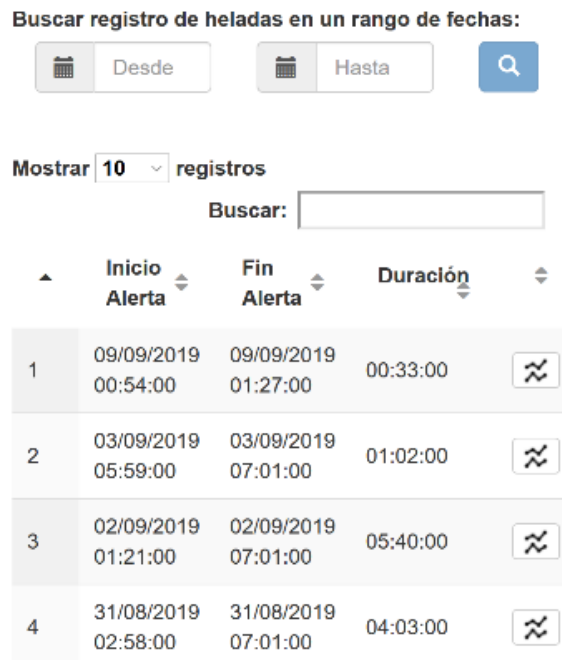 Buscar registro de heladas en un rango de fechas:
Desde Hasta
Mostrar 10 registros
Buscar:
Inicio Fin Duración
Alerta Alerta
09/09/2019 09/09/2019
1 00:33:00
00:54:00 01:27:00
03/09/2019 03/09/2019
2 01:02:00
05:59:00 07:01:00
02/09/2019 02/09/2019
3 05:40:00
01:21:00 07:01:00
31/08/2019 31/08/2019
4 04:03:00
02:58:00 07:01:00